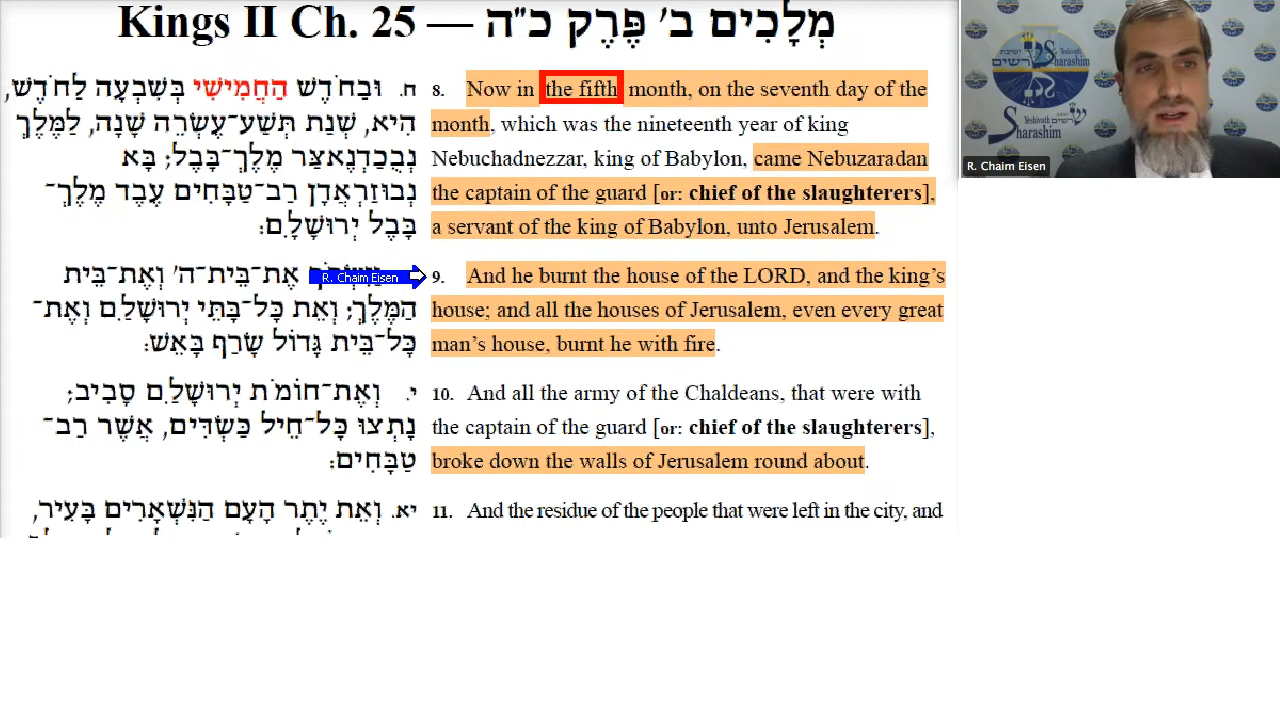 Kings II Ch. 25 — מְלָכִים ב׳ פֶּרֶק כ״ה
ח. וּבַחֹדֶשׁ הַחֲמִישִׁי בְּשִׁבְעָה לַחֹדֶשׁ,
הִיא, שְׁנַת תְּשַׁע־עֶשְׂרֵה שָׁנָה, לַמֶּלֶךְ
נְבֻכַדְנֶאצַּר מֶלֶךְ־בָּבֶל; בָּא
נְבוּזַרְאֲדָן רַב־טַבָּחִים עֶבֶד מֶלֶךְ־
בָּבֶל יְרוּשָׁלָ‍ִם:
8. Now in the fifth month, on the seventh day of the
month, which was the nineteenth year of king
Nebuchadnezzar, king of Babylon, came Nebuzaradan
the captain of the guard [or: chief of the slaughterers],
a servant of the king of Babylon, unto Jerusalem.
אֶת־בֵּית־ה׳ וְאֶת־בֵּית
הַמֶּלֶךְ; וְאֵת כָּל־בָּתֵּי יְרוּשָׁלַ‍ִם וְאֶת־
כָּל־בֵּית גָּדוֹל שָׂרַף בָּאֵשׁ:
R. Chaim Eisen
9. And he burnt the house of the LORD, and the king’s
house; and all the houses of Jerusalem, even every great
man’s house, burnt he with fire.
י. וְאֶת־חוֹמֹת יְרוּשָׁלַ‍ִם סָבִיב;
נָתְצוּ כָּל־חֵיל כַּשְׂדִּים, אֲשֶׁר רַב־
טַבָּחִים:
10. And all the army of the Chaldeans, that were with
the captain of the guard [or: chief of the slaughterers],
broke down the walls of Jerusalem round about.
יא. וְאֵת יֶתֶר הָעָם הַנִּשְׁאָרִים בָּעִיר,
11. And the residue of the people that were left in the city, and
Yeshivath
Sharashim
ישיבת
שרשים
Yeshivath
Sharashim
R. Chaim Eisen